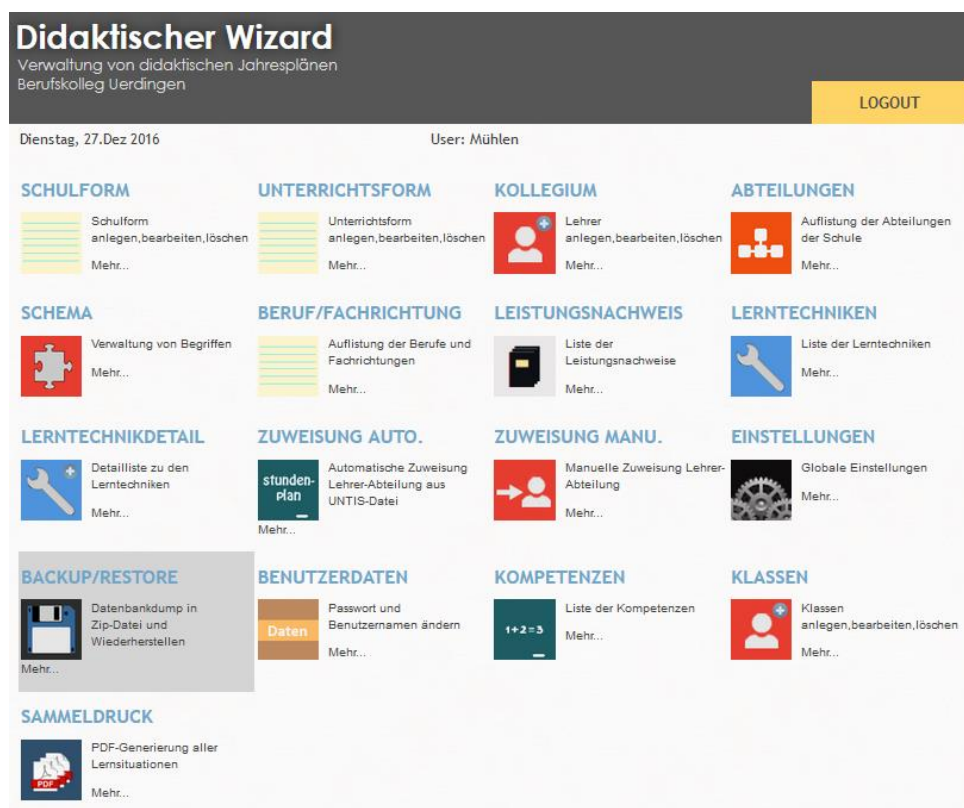 Didaktischer Wizard
Verwaltung von didaktischen Jahresplänen
Berufskolleg Uerdingen
LOGOUT
Dienstag, 27.Dez 2016
User: Mühlen
SCHULFORM
Schulform
anlegen,bearbeiten,löschen
Mehr...
UNTERRICHTSFORM
Unterrichtsform
anlegen,bearbeiten,löschen
Mehr...
KOLLEGIUM
Lehrer
anlegen,bearbeiten,löschen
Mehr...
ABTEILUNGEN
Auflistung der Abteilungen
der Schule
Mehr...
SCHEMA
Verwaltung von Begriffen
Mehr...
BERUF/FACHRICHTUNG
Auflistung der Berufe und
Fachrichtungen
Mehr...
LEISTUNGSNACHWEIS
Liste der
Leistungsnachweise
Mehr...
LERNTECHNIKEN
Liste der Lerntechniken
Mehr...
LERNTECHNIKDETAIL
Detailliste zu den
Lerntechniken
Mehr...
ZUWEISUNG AUTO.
stunden-
plan
Automatische Zuweisung
Lehrer-Abteilung aus
UNTIS-Datei
Mehr...
ZUWEISUNG MANU.
Manuelle Zuweisung Lehrer-
Abteilung
Mehr...
EINSTELLUNGEN
Globale Einstellungen
Mehr...
BACKUP/RESTORE
Datenbankdump in
Zip-Datei und
Wiederherstellen
Mehr...
BENUTZERDATEN
Daten
Passwort und
Benutzernamen ändern
Mehr...
KOMPETENZEN
1+2=3
Liste der Kompetenzen
Mehr...
KLASSEN
Klassen
anlegen,bearbeiten,löschen
Mehr...
SAMMELDRUCK
PDF
PDF-Generierung aller
Lernsituationen
Mehr...